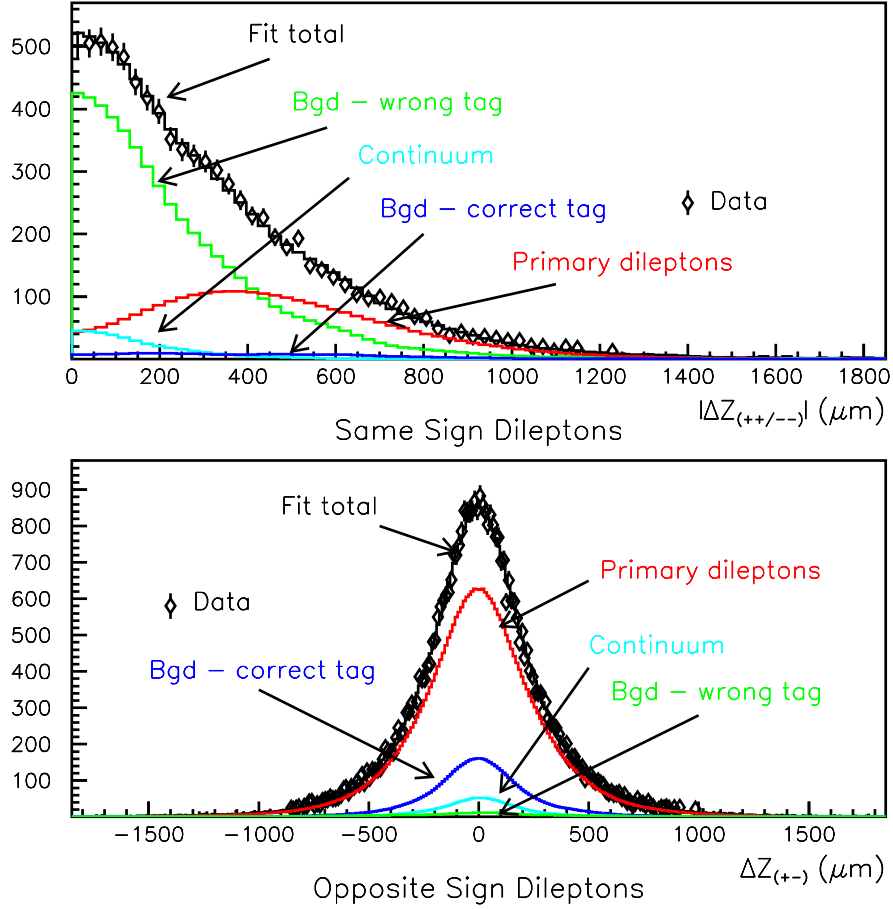 500
400
300
200
100
Fit total
Bgd − wrong tag
Continuum
Bgd − correct tag
Data
Primary dileptons
0 200 400 600 800 1000 1200 1400 1600 1800
|ΔZ(++/−−)| (μm)
Same Sign Dileptons
900
800
700
600
500
400
300
200
100
Fit total
Primary dileptons
Data
Continuum
Bgd − correct tag
Bgd − wrong tag
−1500 −1000 −500 0 500 1000 1500
ΔZ(+−) (μm)
Opposite Sign Dileptons